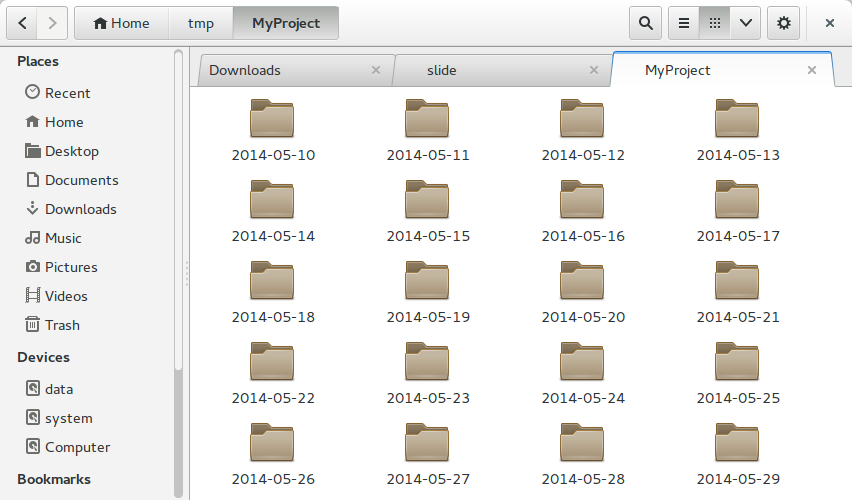 Home tmp MyProject
Places
Recent
Home
Desktop
Documents
Downloads
Music
Pictures
Videos
Trash
Devices
data
system
Computer
Bookmarks
Downloads slide MyProject
2014-05-10 2014-05-11 2014-05-12 2014-05-13
2014-05-14 2014-05-15 2014-05-16 2014-05-17
2014-05-18 2014-05-19 2014-05-20 2014-05-21
2014-05-22 2014-05-23 2014-05-24 2014-05-25
2014-05-26 2014-05-27 2014-05-28 2014-05-29